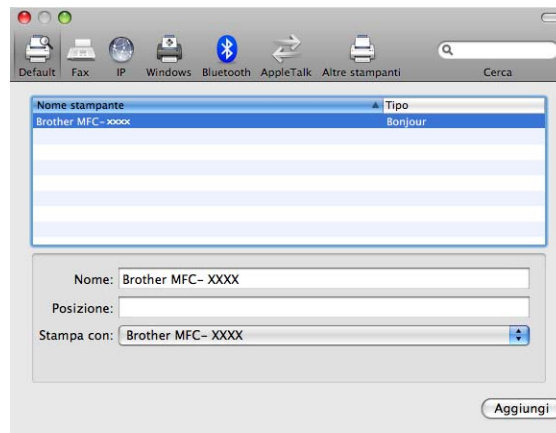 Default Fax IP Windows Bluetooth AppleTalk Altre stampanti Cerca
Nome stampante Tipo
Brother MFC-xxxx Bonjour
Nome: Brother MFC- XXXX
Posizione:
Stampa con: Brother MFC- XXXX
Aggiungi